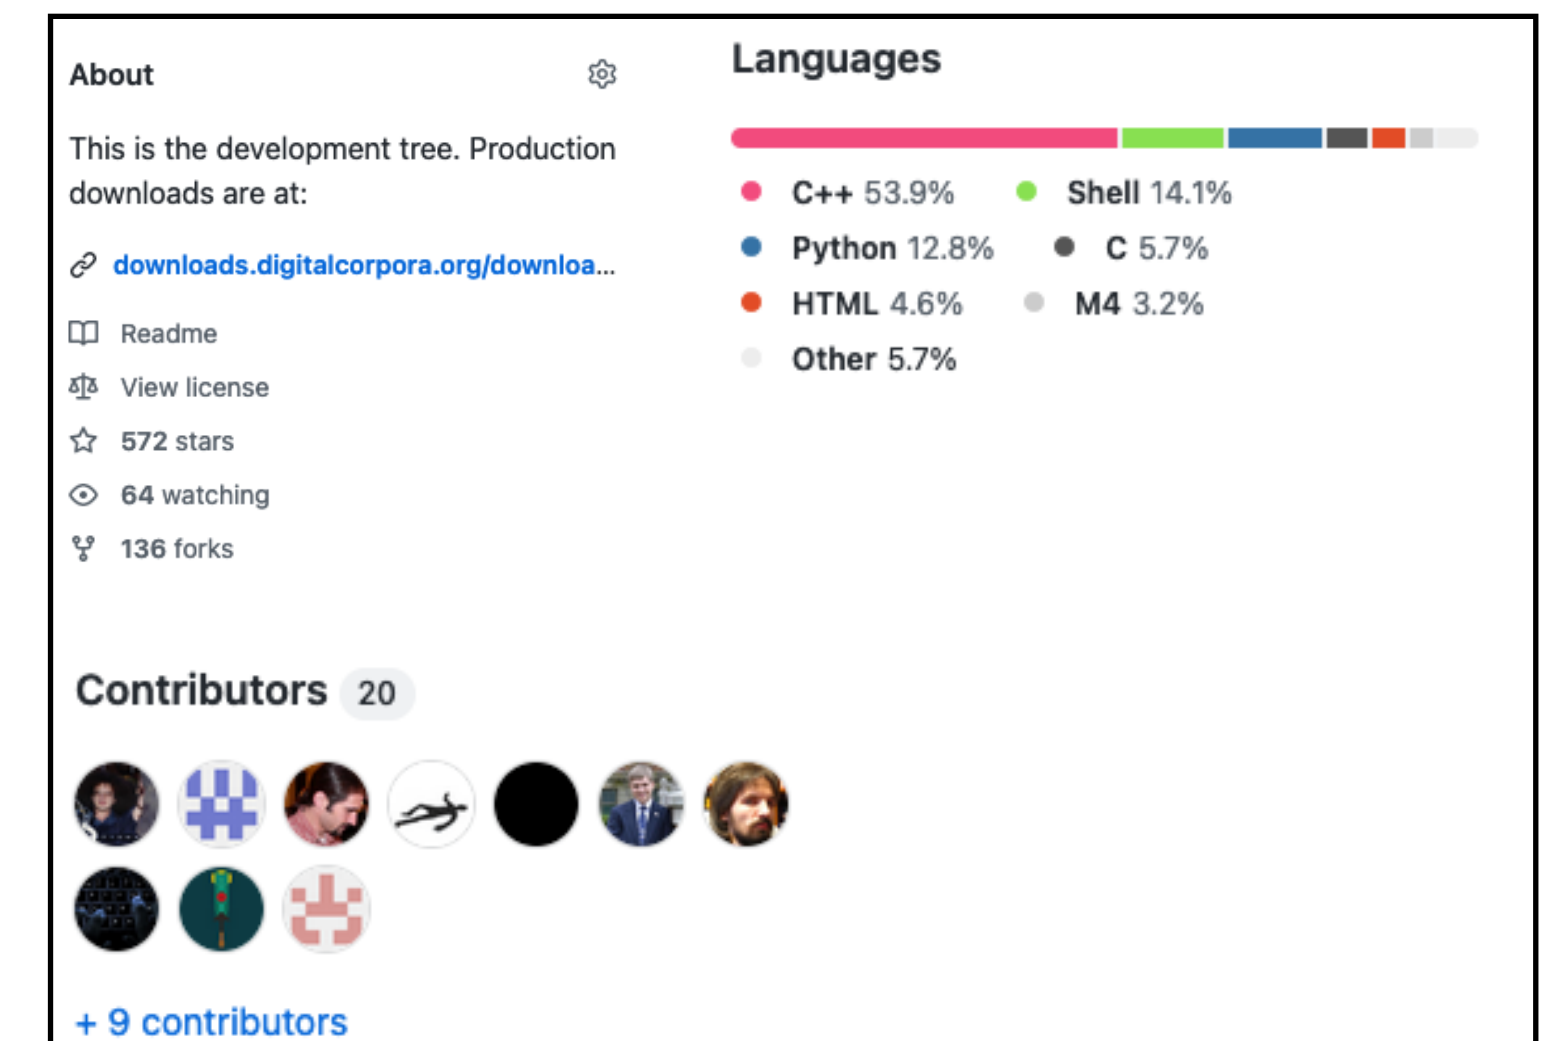 About
This is the development tree. Production
downloads are at:
downloads.digitalcorpora.org/downloa...
Readme
View license
572 stars
64 watching
136 forks
Languages
C++ 53.9%
Shell 14.1%
Python 12.8%
C 5.7%
HTML 4.6%
M4 3.2%
Other 5.7%
Contributors 20
+ 9 contributors